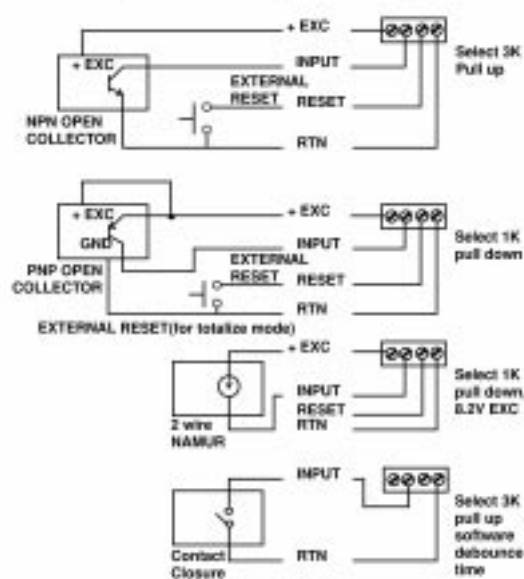 + EXC
+ EXC
INPUT
EXTERNAL
RESET
RESET
RTN
NPN OPEN
COLLECTOR
Select 3K
Pull up
+ EXC
GND
+ EXC
INPUT
EXTERNAL
RESET
RESET
RTN
PNP OPEN
COLLECTOR
Select 1K
pull down
EXTERNAL RESET(for totalize mode)
+ EXC
INPUT
RESET
RTN
2 wire
NAMUR
Select 1K
pull down,
8.2V EXC
INPUT
RTN
Contact
Closure
Select 3K
pull up
software
debounce
time